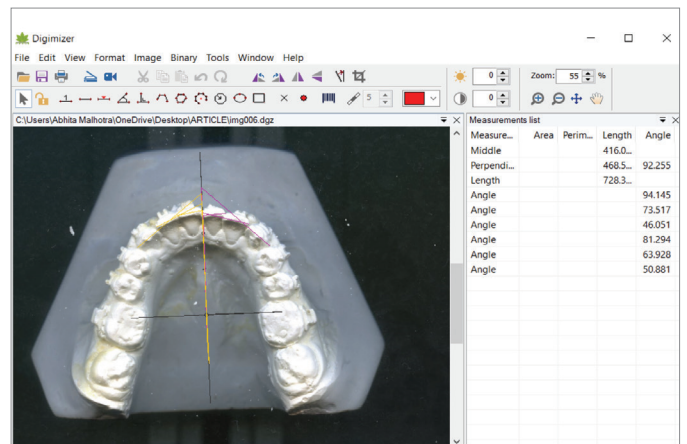 Digimizer
File Edit View Format Image Binary Tools Window Help
0 Zoom: 55 %
5 0
C:\Users\Abhita Malhotra\OneDrive\Desktop\ARTICLE\img006.dgz
Measurements list
Measure... Area Perim... Length Angle
Middle 416.0...
Perpendi... 468.5... 92.255
Length 728.3...
Angle 94.145
Angle 73.517
Angle 46.051
Angle 81.294
Angle 63.928
Angle 50.881